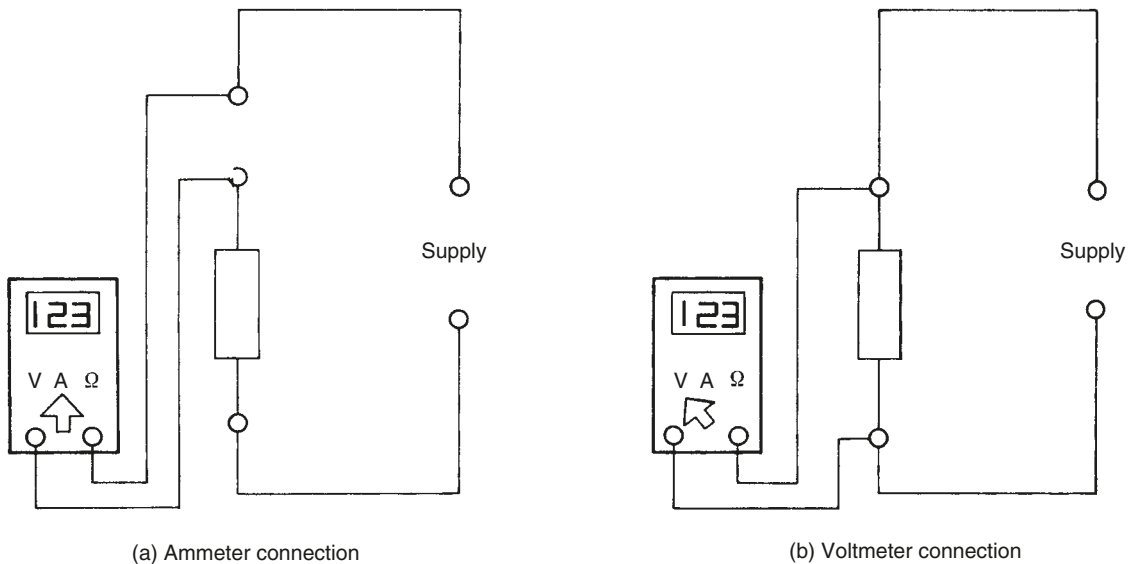 Supply
123
V A Ω
(a) Ammeter connection
Supply
123
V A Ω
(b) Voltmeter connection